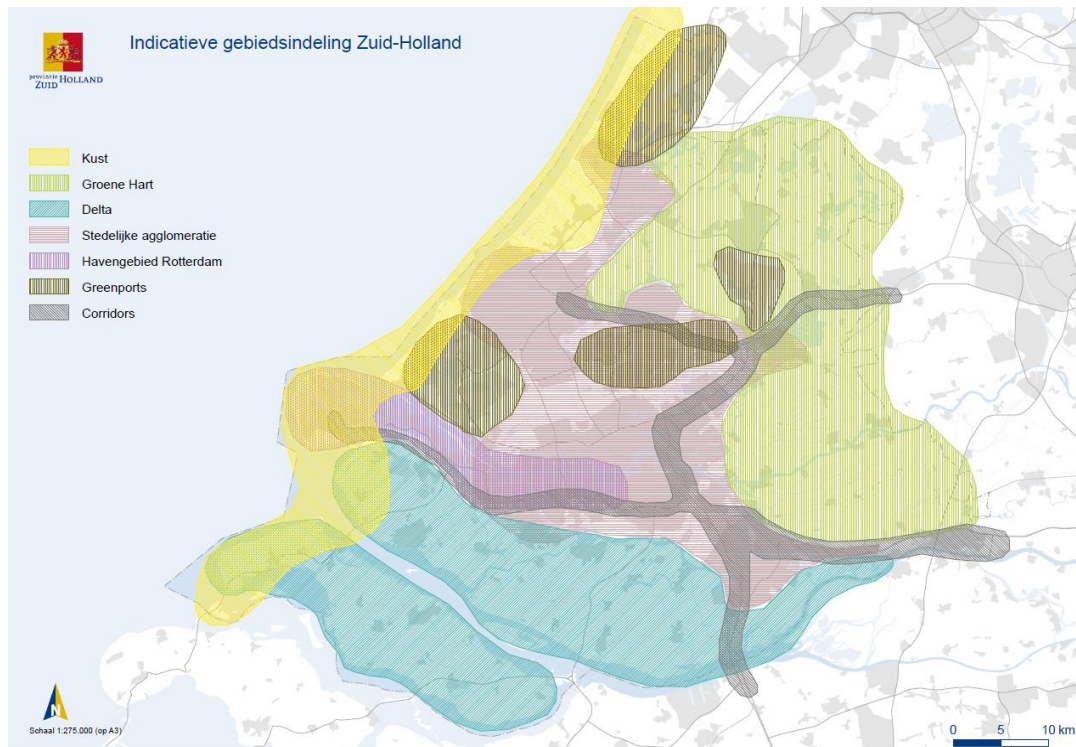 Indicatieve gebiedsindeling Zuid-Holland
provincie
ZUID HOLLAND
Kust
Groene Hart
Delta
Stedelijke agglomeratie
Havengebied Rotterdam
Greenports
Corridors
N
Schaal 1:275.000 (op A3)
0 5 10 km